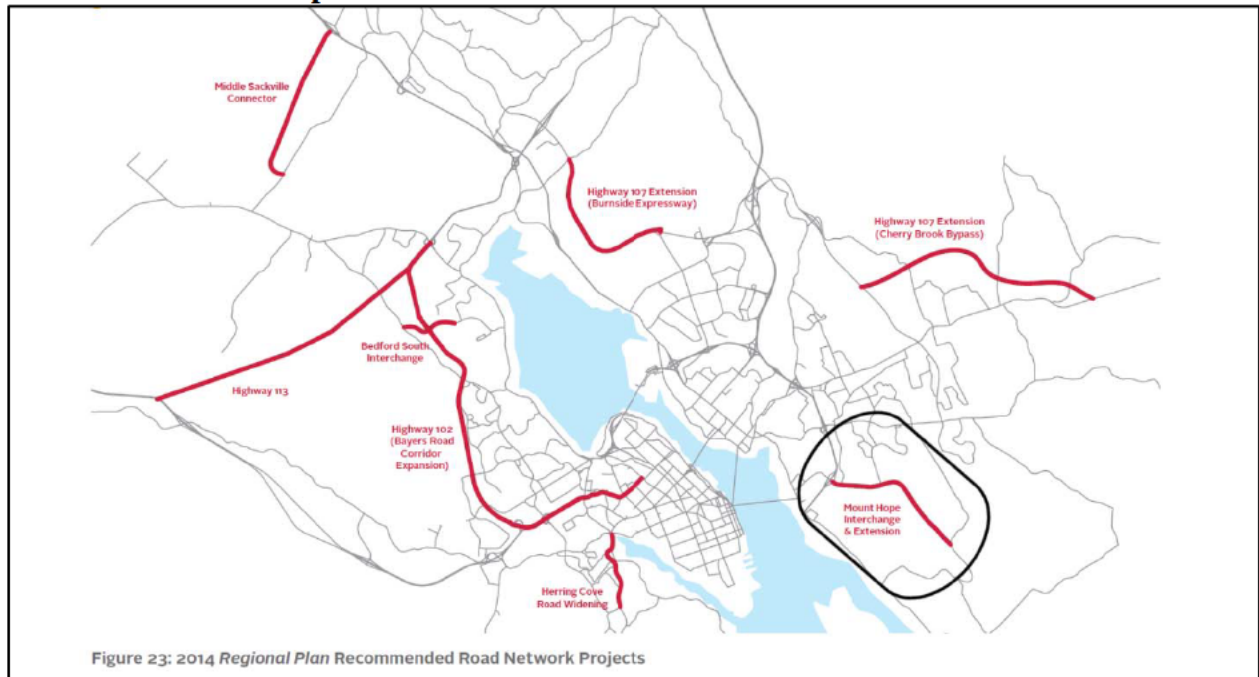 Middle Sackville
Connector
Highway 107 Extension
(Burnside Expressway)
Highway 107 Extension
(Cherry Brook Bypass)
Bedford South
Interchange
Highway 113
Highway 102
(Bayers Road
Corridor
Expansion)
Mount Hope
Interchange
& Extension
Herring Cove
Road Widening
Figure 23: 2014 Regional Plan Recommended Road Network Projects